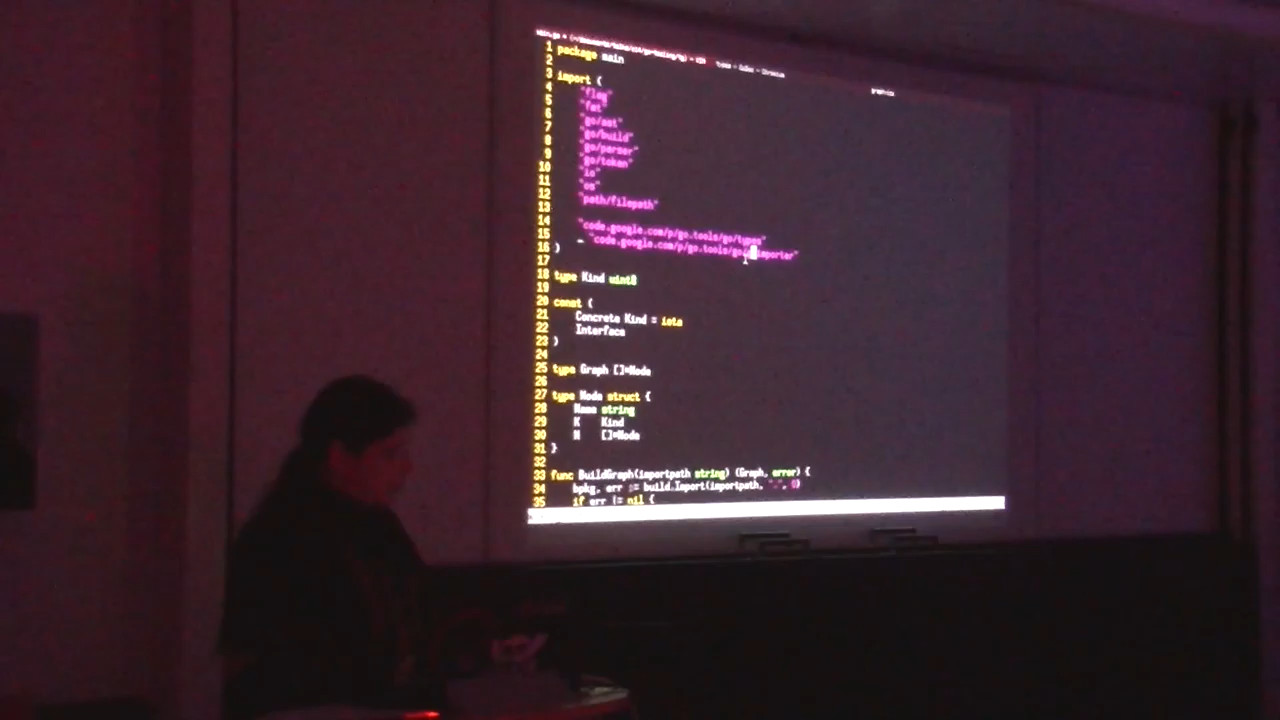 1 package main
2
3 import (
4 "flag"
5 "fmt"
6 "go/ast"
7 "go/build"
8 "go/parser"
9 "go/token"
10 "io"
11 "os"
12 "path/filepath"
13
14 "code.google.com/p/go.tools/go/types"
15 _ "code.google.com/p/go.tools/go/gcimporter"
16 )
17
18 type Kind uint8
19
20 const (
21 Concrete Kind = iota
22 Interface
23 )
24
25 type Graph []*Node
26
27 type Node struct {
28 Name string
29 K Kind
30 N []*Node
31 }
32
33 func BuildGraph(importpath string) (Graph, error) {
34 bpkg, err := build.Import(importpath, ".", 0)
35 if err != nil {